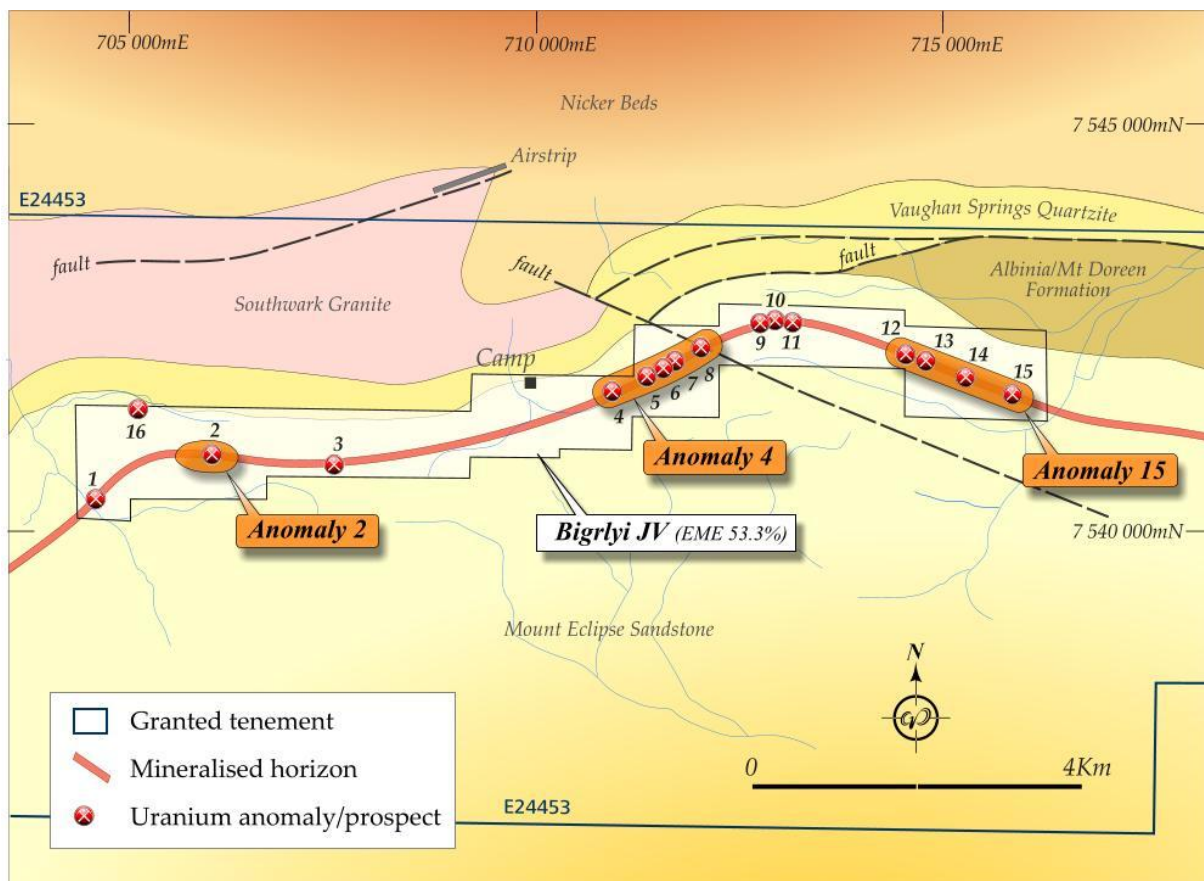 705 000mE
710 000mE
715 000mE
Nicker Beds
7 545 000mN
Airstrip
E24453
Vaughan Springs Quartzite
fault
fault
fault
Albinia/Mt Doreen
Formation
Southwark Granite
10
9
11
12
13
14
15
Camp
8
7
6
5
4
16
2
3
1
Anomaly 4
Anomaly 15
Anomaly 2
Bigrlyi JV (EME 53.3%)
7 540 000mN
Mount Eclipse Sandstone
N
Granted tenement
Mineralised horizon
Uranium anomaly/prospect
0
4Km
E24453